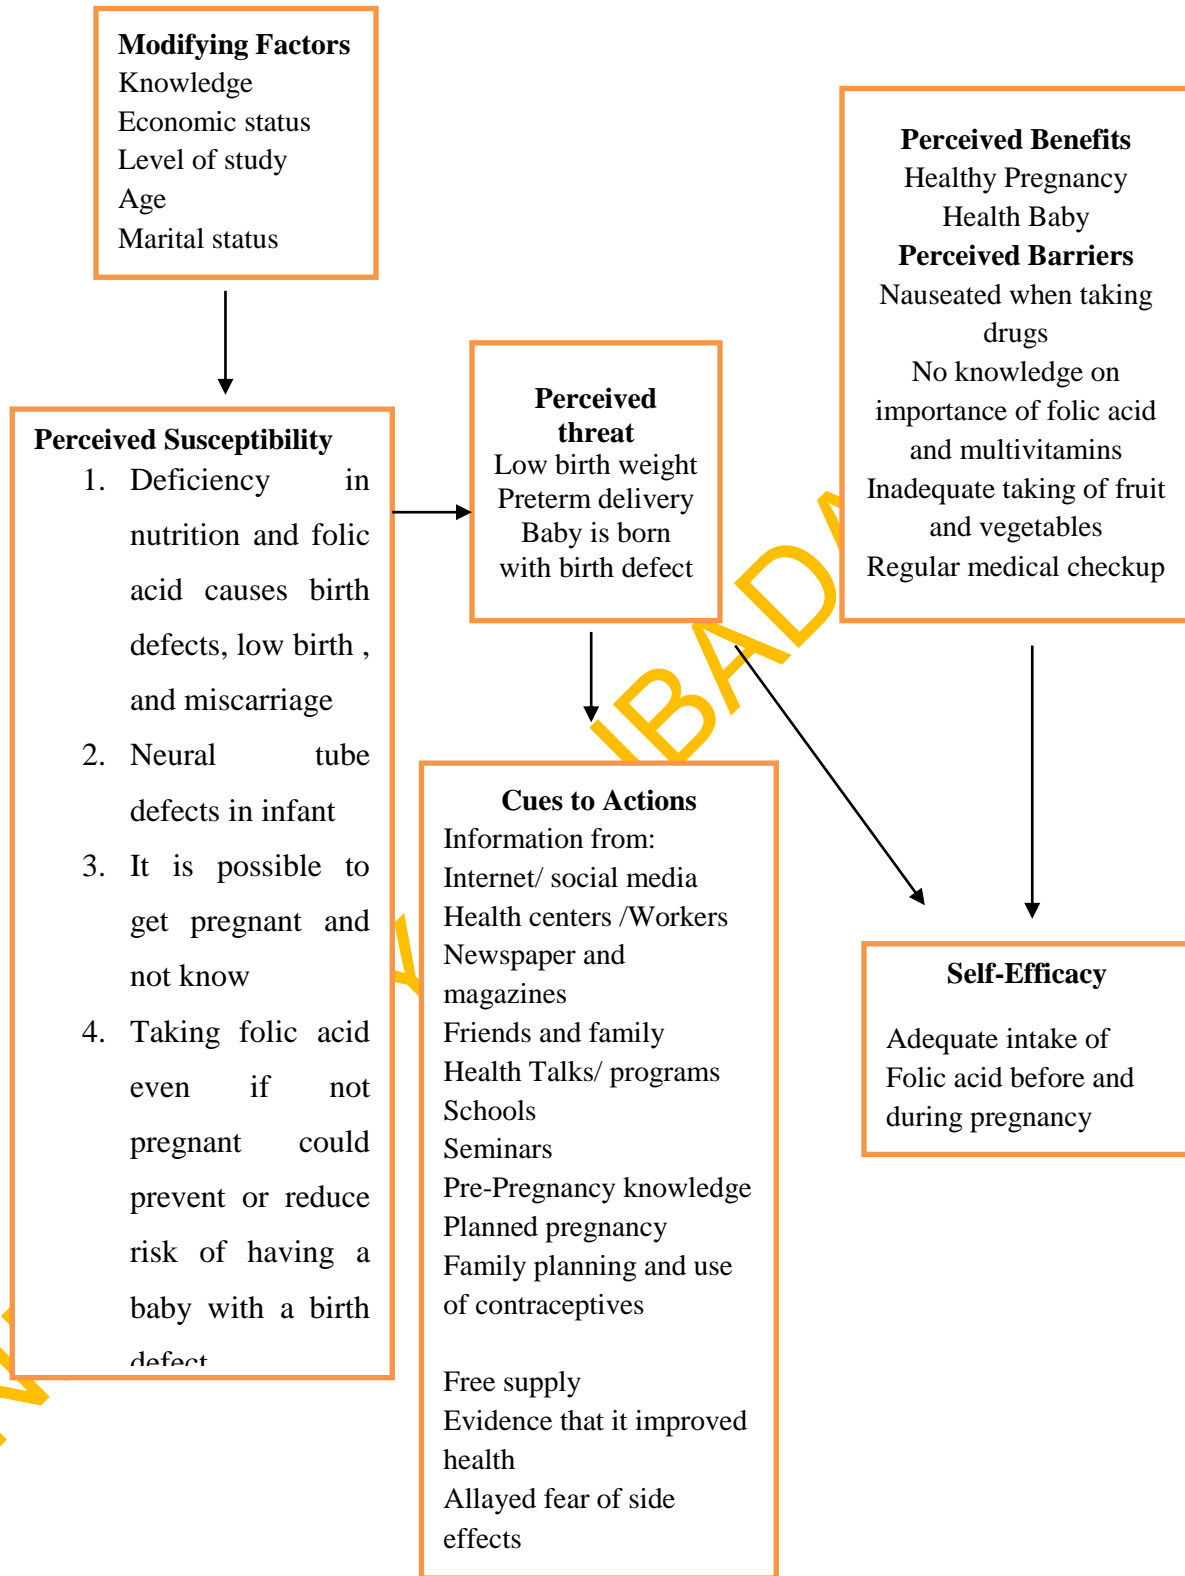 Modifying Factors
Knowledge
Economic status
Level of study
Age
Marital status
Perceived Benefits
Healthy Pregnancy
Health Baby
Perceived Barriers
Nauseated when taking
drugs
No knowledge on
importance of folic acid
and multivitamins
Inadequate taking of fruit
and vegetables
Regular medical checkup
Perceived
threat
Low birth weight
Preterm delivery
Baby is born
with birth defect
Perceived Susceptibility
1. Deficiency in
nutrition and folic
acid causes birth
defects, low birth ,
and miscarriage
2. Neural tube
defects in infant
3. It is possible to
get pregnant and
not know
4. Taking folic acid
even if not
pregnant could
prevent or reduce
risk of having a
baby with a birth
defect
Cues to Actions
Information from:
Internet/ social media
Health centers /Workers
Newspaper and
magazines
Friends and family
Health Talks/ programs
Schools
Seminars
Pre-Pregnancy knowledge
Planned pregnancy
Family planning and use
of contraceptives
Free supply
Evidence that it improved
health
Allayed fear of side
effects
Self-Efficacy
Adequate intake of
Folic acid before and
during pregnancy
IBADA